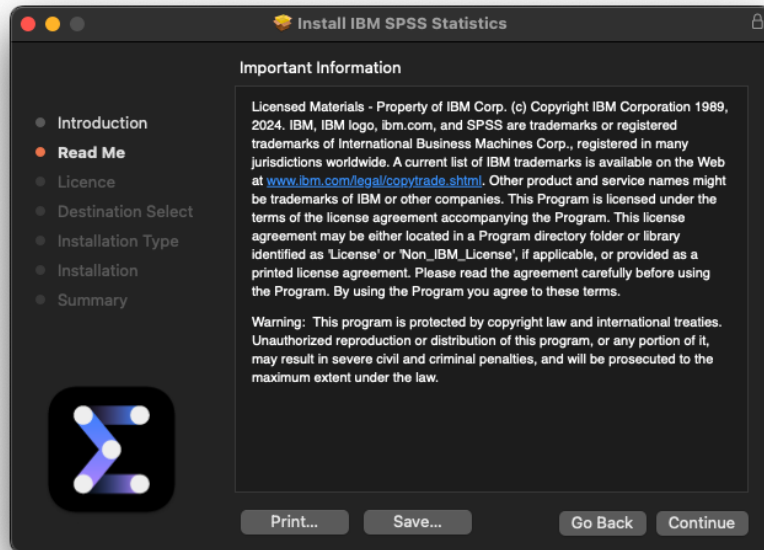 Install IBM SPSS Statistics
Important Information
Introduction
Read Me
Licence
Destination Select
Installation Type
Installation
Summary
Licensed Materials - Property of IBM Corp. (c) Copyright IBM Corporation 1989,
2024. IBM, IBM logo, ibm.com, and SPSS are trademarks or registered
trademarks of International Business Machines Corp., registered in many
jurisdictions worldwide. A current list of IBM trademarks is available on the Web
at www.ibm.com/legal/copytrade.shtml. Other product and service names might
be trademarks of IBM or other companies. This Program is licensed under the
terms of the license agreement accompanying the Program. This license
agreement may be either located in a Program directory folder or library
identified as 'License' or 'Non_IBM_License', if applicable, or provided as a
printed license agreement. Please read the agreement carefully before using
the Program. By using the Program you agree to these terms.
Warning:  This program is protected by copyright law and international treaties.
Unauthorized reproduction or distribution of this program, or any portion of it,
may result in severe civil and criminal penalties, and will be prosecuted to the
maximum extent under the law.
Print...
Save...
Go Back
Continue